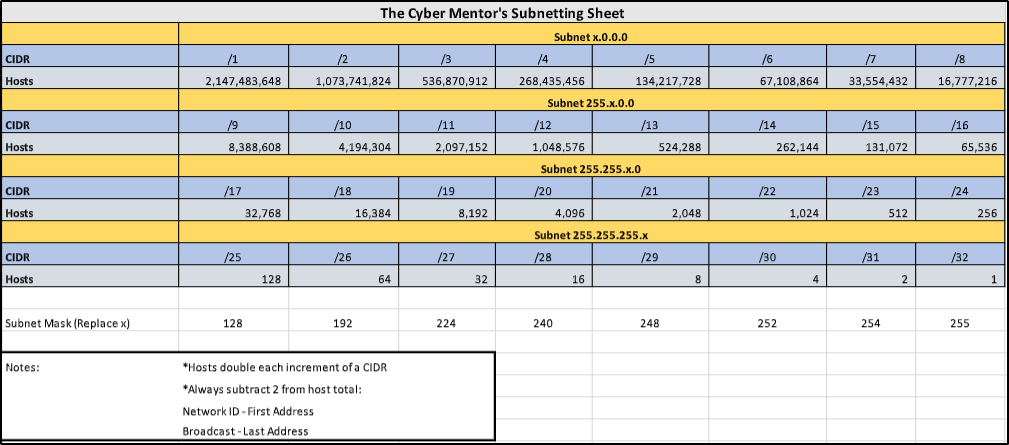 The Cyber Mentor's Subnetting Sheet
Subnet x.0.0.0
CIDR /1 /2 /3 /4 /5 /6 /7 /8
Hosts 2,147,483,648 1,073,741,824 536,870,912 268,435,456 134,217,728 67,108,864 33,554,432 16,777,216
Subnet 255.x.0.0
CIDR /9 /10 /11 /12 /13 /14 /15 /16
Hosts 8,388,608 4,194,304 2,097,152 1,048,576 524,288 262,144 131,072 65,536
Subnet 255.255.x.0
CIDR /17 /18 /19 /20 /21 /22 /23 /24
Hosts 32,768 16,384 8,192 4,096 2,048 1,024 512 256
Subnet 255.255.255.x
CIDR /25 /26 /27 /28 /29 /30 /31 /32
Hosts 128 64 32 16 8 4 2 1
Subnet Mask (Replace x) 128 192 224 240 248 252 254 255
Notes: *Hosts double each increment of a CIDR
*Always subtract 2 from host total:
Network ID - First Address
Broadcast - Last Address